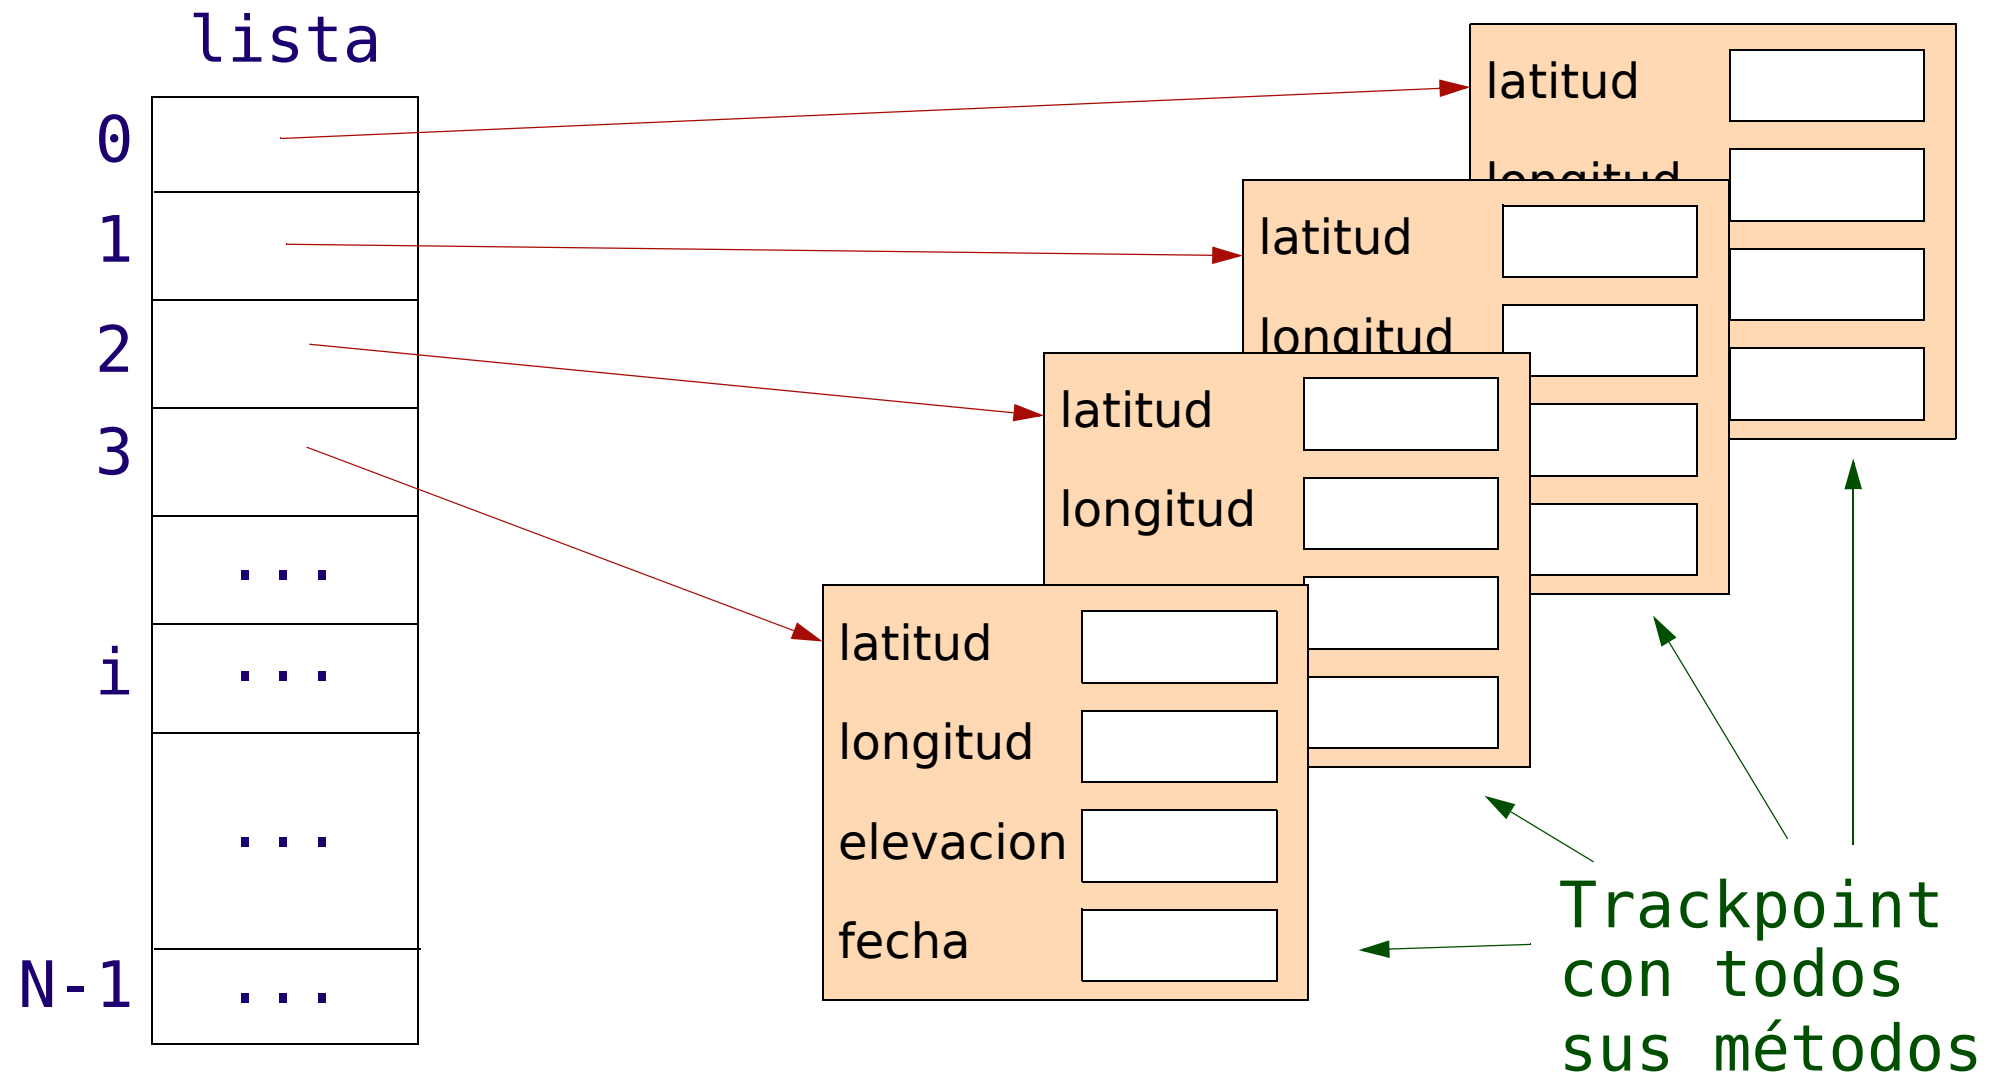 lista
0
1
2
3
...
i
...
...
N-1
...
latitud
longitud
latitud
longitud
latitud
longitud
latitud
longitud
elevacion
fecha
Trackpoint
con todos
sus métodos